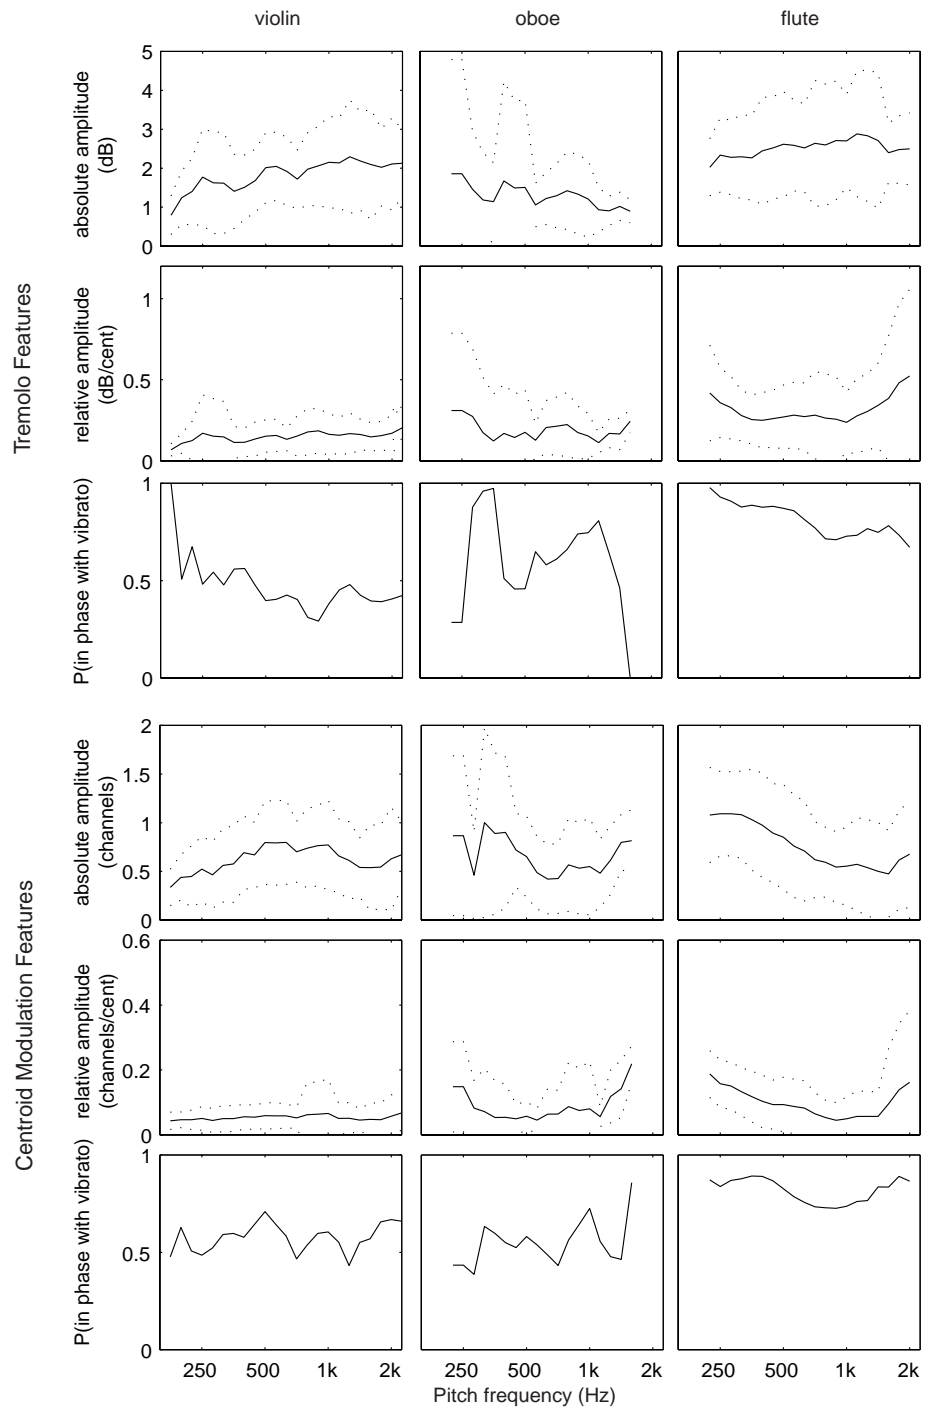 violin oboe flute
Tremolo Features
absolute amplitude
(dB)
5
4
3
2
1
0
relative amplitude
(dB/cent)
1
0.5
0
P(in phase with vibrato)
1
0.5
0
Centroid Modulation Features
absolute amplitude
(channels)
2
1.5
1
0.5
0
relative amplitude
(channels/cent)
0.6
0.4
0.2
0
P(in phase with vibrato)
1
0.5
0
250 500 1k 2k 250 500 1k 2k 250 500 1k 2k
Pitch frequency (Hz)